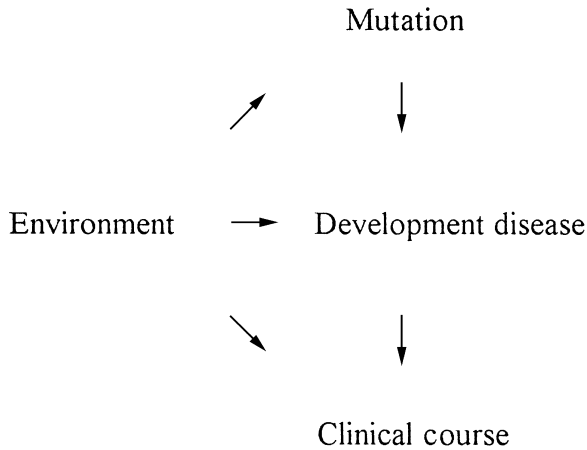 Mutation
Environment
Development disease
Clinical course